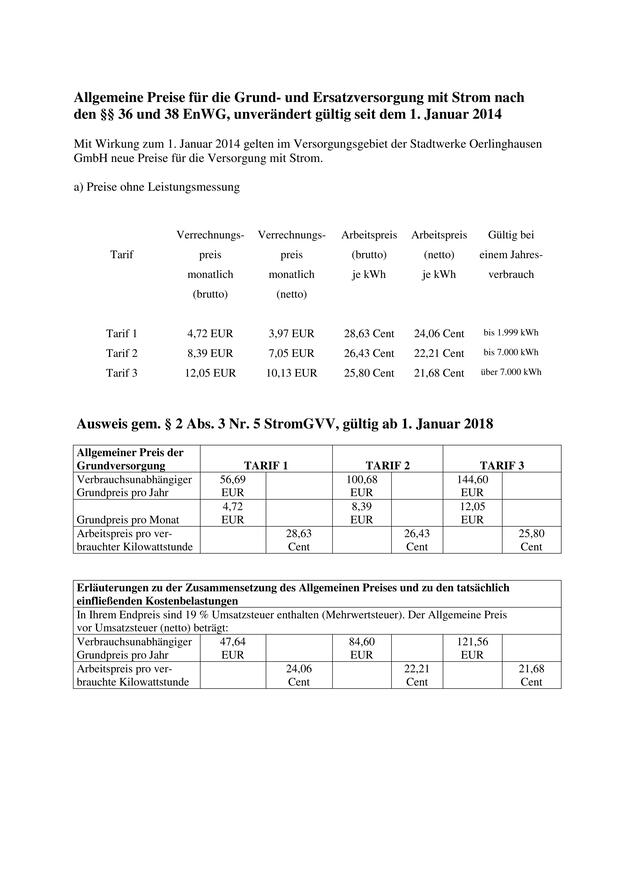 Allgemeine Preise für die Grund- und Ersatzversorgung mit Strom nach
den §§ 36 und 38 EnWG, unverändert gültig seit dem 1. Januar 2014
Mit Wirkung zum 1. Januar 2014 gelten im Versorgungsgebiet der Stadtwerke Oerlinghausen
GmbH neue Preise für die Versorgung mit Strom.
a) Preise ohne Leistungsmessung
Verrechnungs- Verrechnungs- Arbeitspreis Arbeitspreis Gültig bei
Tarif preis preis (brutto) (netto) einem Jahres-
monatlich monatlich je kWh je kWh verbrauch
(brutto) (netto)
Tarif 1 4,72 EUR 3,97 EUR 28,63 Cent 24,06 Cent bis 1.999 kWh
Tarif 2 8,39 EUR 7,05 EUR 26,43 Cent 22,21 Cent bis 7.000 kWh
Tarif 3 12,05 EUR 10,13 EUR 25,80 Cent 21,68 Cent über 7.000 kWh
Ausweis gem. § 2 Abs. 3 Nr. 5 StromGVV, gültig ab 1. Januar 2018
Allgemeiner Preis der
Grundversorgung TARIF 1 TARIF 2 TARIF 3
Verbrauchsunabhängiger 56,69 100,68 144,60
Grundpreis pro Jahr EUR EUR EUR
4,72 8,39 12,05
Grundpreis pro Monat EUR EUR EUR
Arbeitspreis pro ver- 28,63 26,43 25,80
brauchter Kilowattstunde Cent Cent Cent
Erläuterungen zu der Zusammensetzung des Allgemeinen Preises und zu den tatsächlich
einfließenden Kostenbelastungen
In Ihrem Endpreis sind 19 % Umsatzsteuer enthalten (Mehrwertsteuer). Der Allgemeine Preis
vor Umsatzsteuer (netto) beträgt:
Verbrauchsunabhängiger 47,64 84,60 121,56
Grundpreis pro Jahr EUR EUR EUR
Arbeitspreis pro ver- 24,06 22,21 21,68
brauchte Kilowattstunde Cent Cent Cent